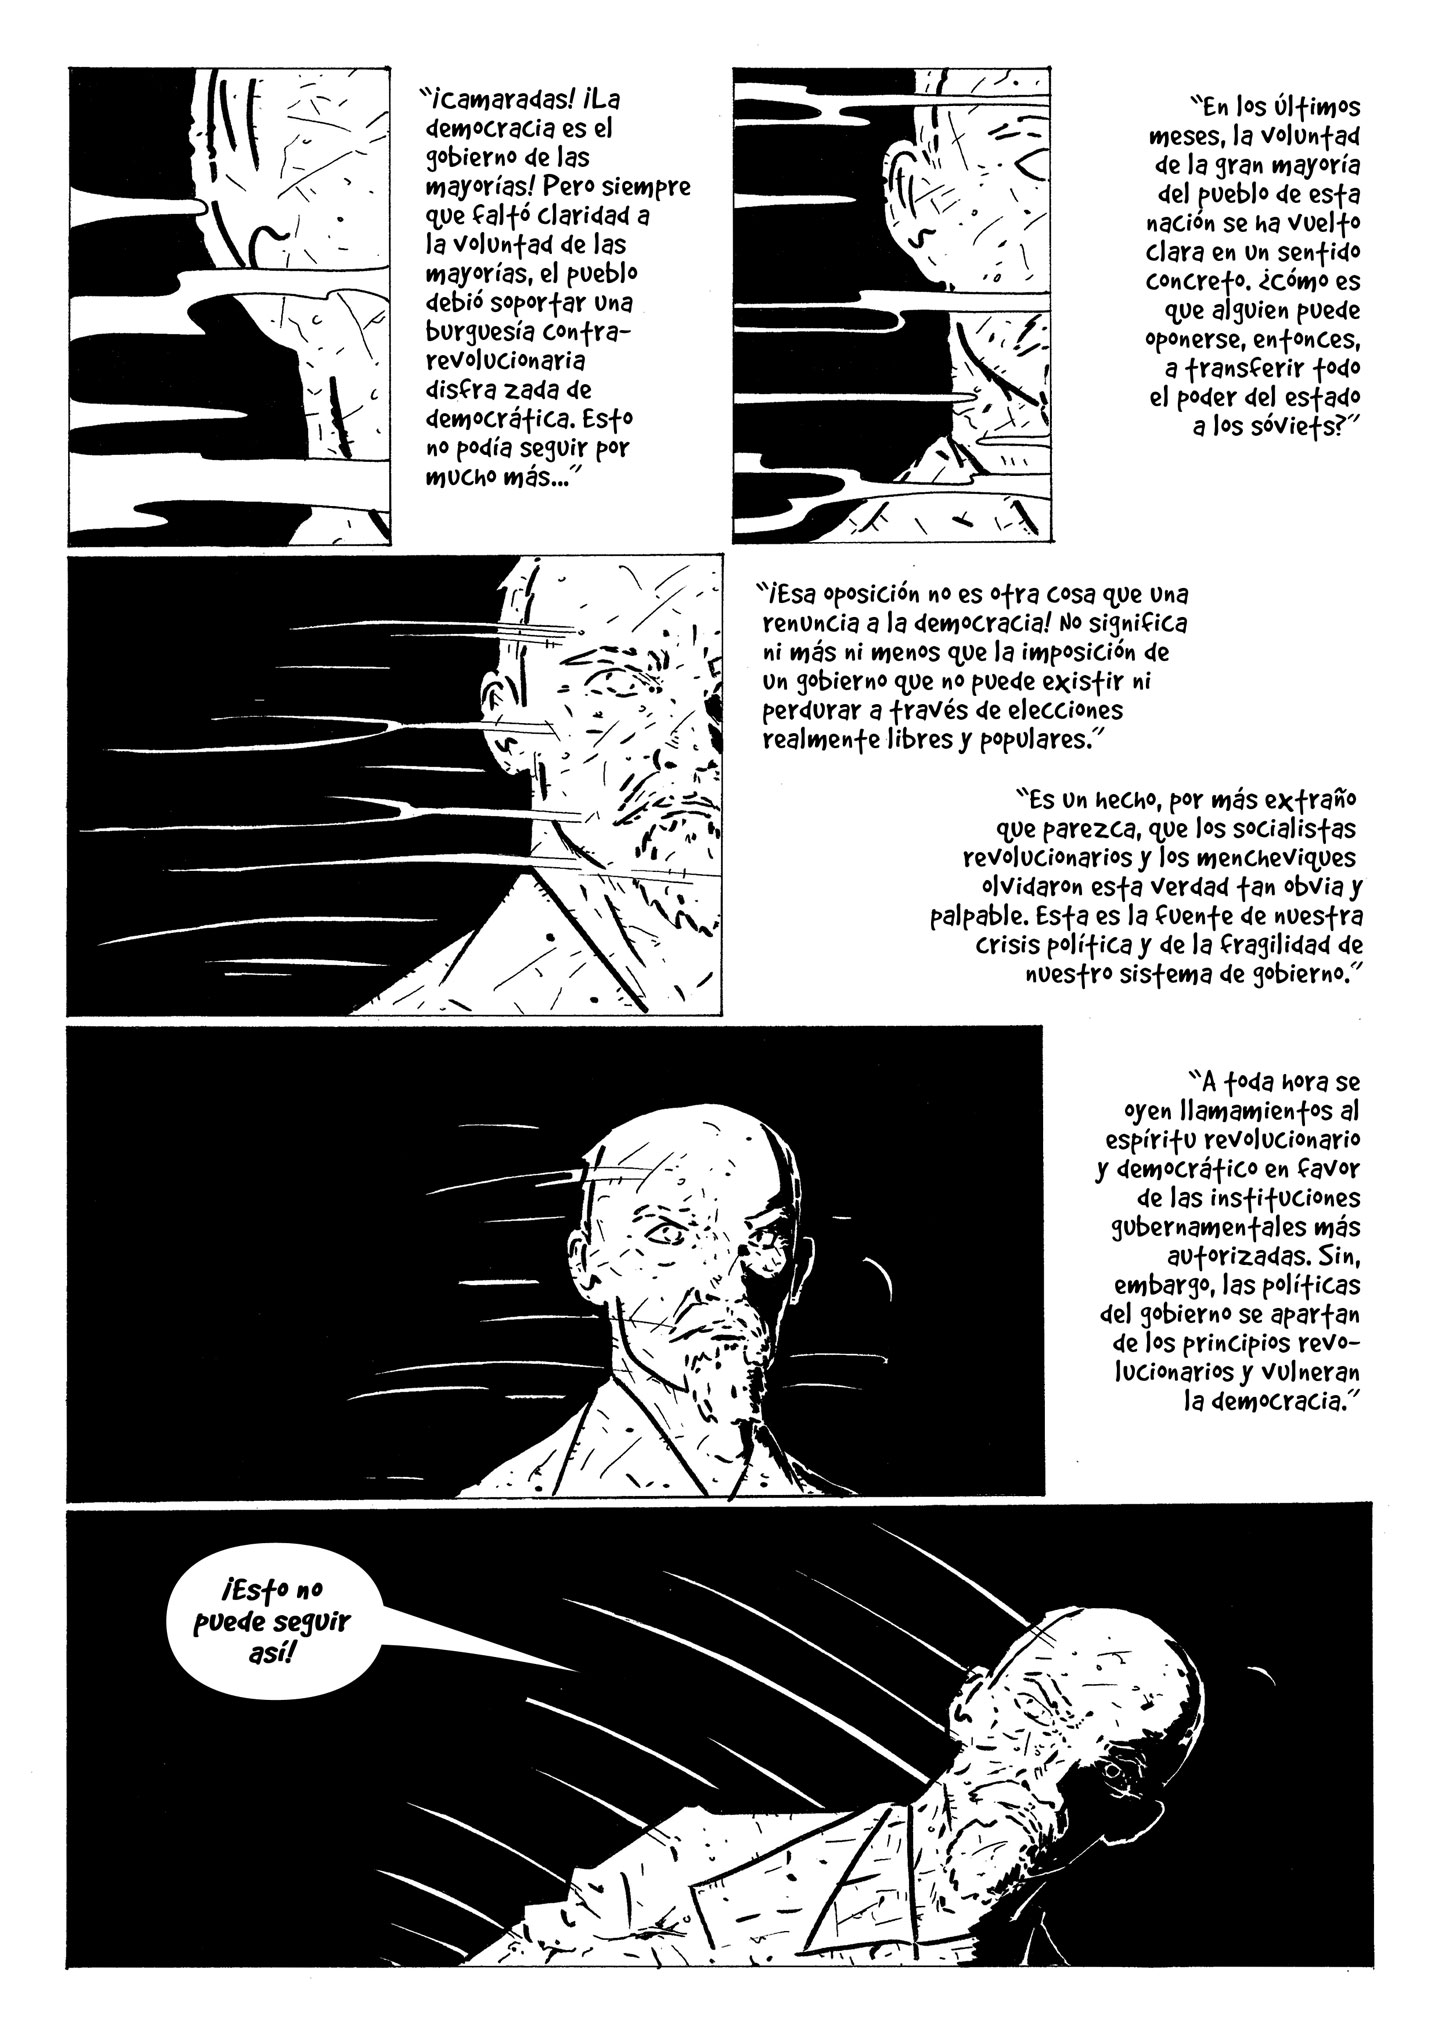 “¡Camaradas! ¡La
democracia es el
gobierno de las
mayorías! Pero siempre
que faltó claridad a
la voluntad de las
mayorías, el pueblo
debió soportar una
burguesía contra-
revolucionaria
disfra zada de
democrática. Esto
no podía seguir por
mucho más...”
“En los últimos
meses, la voluntad
de la gran mayoría
del pueblo de esta
nación se ha vuelto
clara en un sentido
concreto. ¿Cómo es
que alguien puede
oponerse, entonces,
a transferir todo
el poder del estado
a los sóviets?”
“¡Esa oposición no es otra cosa que una
renuncia a la democracia! No significa
ni más ni menos que la imposición de
un gobierno que no puede existir ni
perdurar a través de elecciones
realmente libres y populares.”
“Es un hecho, por más extraño
que parezca, que los socialistas
revolucionarios y los mencheviques
olvidaron esta verdad tan obvia y
palpable. Esta es la fuente de nuestra
crisis política y de la fragilidad de
nuestro sistema de gobierno.”
“A toda hora se
oyen llamamientos al
espíritu revolucionario
y democrático en favor
de las instituciones
gubernamentales más
autorizadas. Sin,
embargo, las políticas
del gobierno se apartan
de los principios revo-
lucionarios y vulneran
la democracia.”
¡Esto no
puede seguir
así!